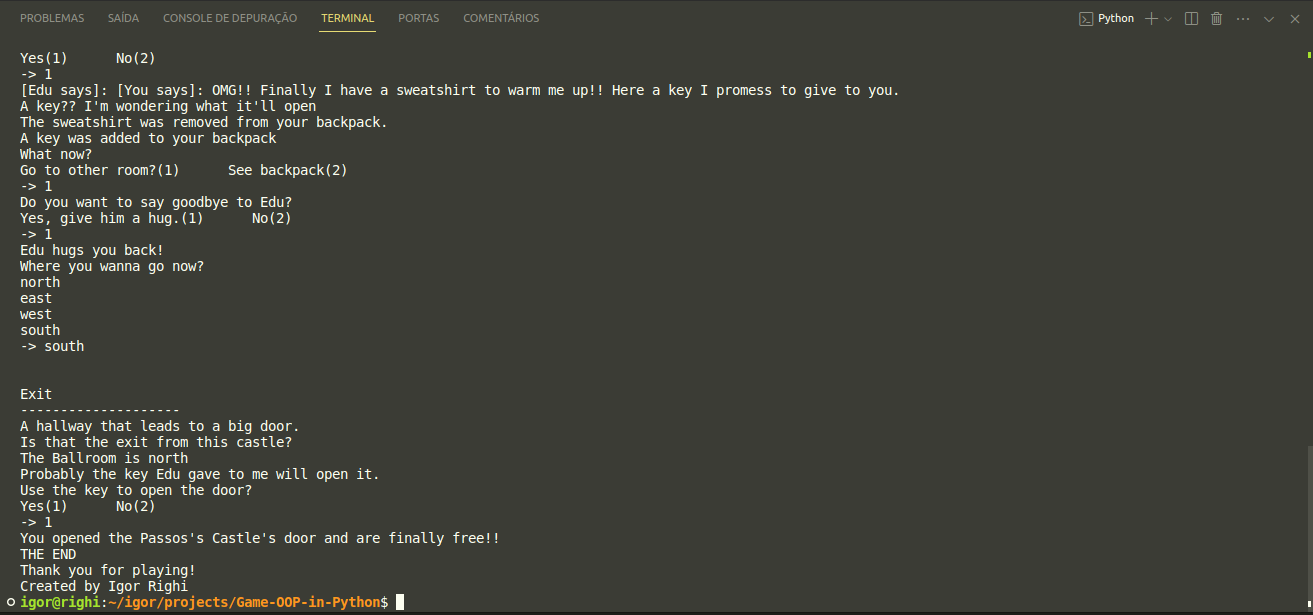 PROBLEMAS SAÍDA CONSOLE DE DEPURAÇÃO TERMINAL PORTAS COMENTÁRIOS Python
Yes(1) No(2)
-> 1
[Edu says]: [You says]: OMG!! Finally I have a sweatshirt to warm me up!! Here a key I promess to give to you.
A key?? I'm wondering what it'll open
The sweatshirt was removed from your backpack.
A key was added to your backpack
What now?
Go to other room?(1) See backpack(2)
-> 1
Do you want to say goodbye to Edu?
Yes, give him a hug.(1) No(2)
-> 1
Edu hugs you back!
Where you wanna go now?
north
east
west
south
-> south
Exit
--------------------
A hallway that leads to a big door.
Is that the exit from this castle?
The Ballroom is north
Probably the key Edu gave to me will open it.
Use the key to open the door?
Yes(1) No(2)
-> 1
You opened the Passos's Castle's door and are finally free!!
THE END
Thank you for playing!
Created by Igor Righi
igor@righi:~/igor/projects/Game-OOP-in-Python$